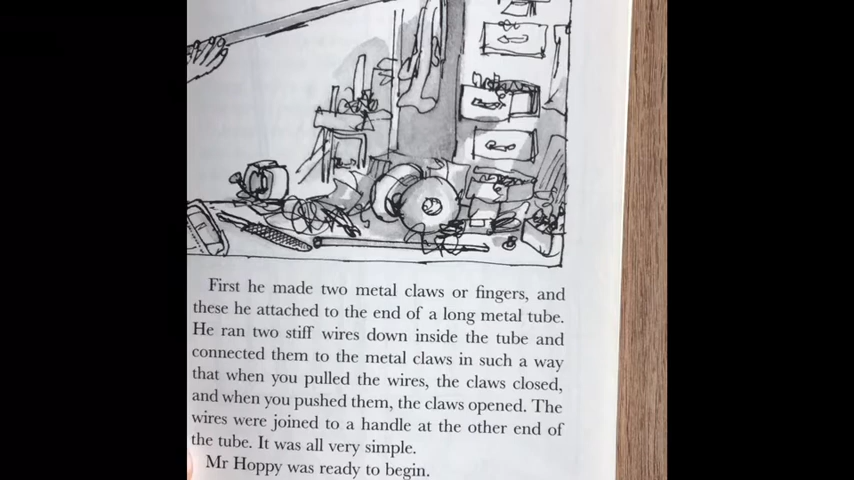 First he made two metal claws or fingers, and
these he attached to the end of a long metal tube.
He ran two stiff wires down inside the tube and
connected them to the metal claws in such a way
that when you pulled the wires, the claws closed,
and when you pushed them, the claws opened. The
wires were joined to a handle at the other end of
the tube. It was all very simple.
Mr Hoppy was ready to begin.